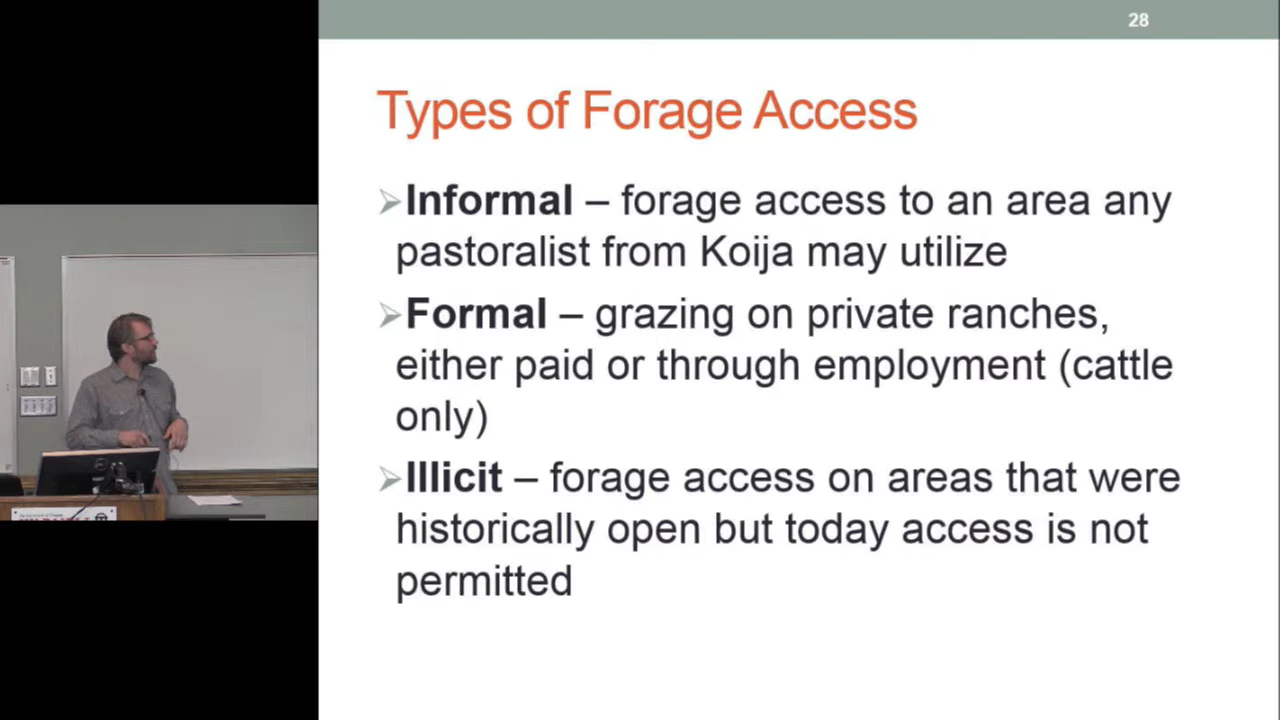 28
Types of Forage Access
➢Informal – forage access to an area any
pastoralist from Koija may utilize
➢Formal – grazing on private ranches,
either paid or through employment (cattle
only)
➢Illicit – forage access on areas that were
historically open but today access is not
permitted